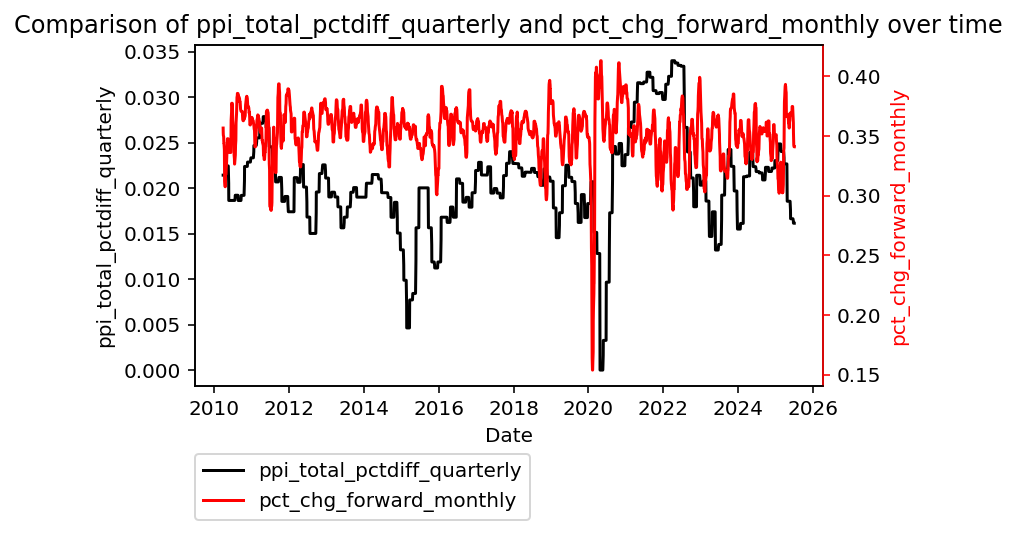 Comparison of ppi_total_pctdiff_quarterly and pct_chg_forward_monthly over time
ppi_total_pctdiff_quarterly
0.035
0.030
0.025
0.020
0.015
0.010
0.005
0.000
0.40
0.35
0.30
0.25
0.20
0.15
pct_chg_forward_monthly
2010 2012 2014 2016 2018 2020 2022 2024 2026
Date
ppi_total_pctdiff_quarterly
pct_chg_forward_monthly